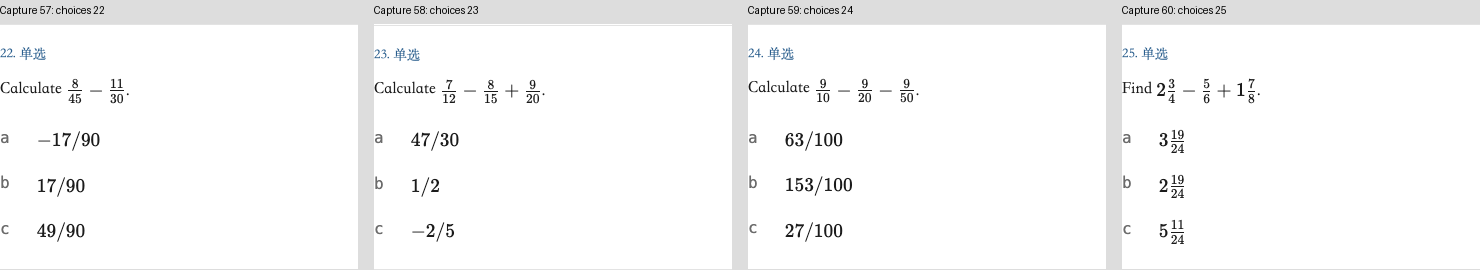 Capture 57: choices 22
22. 单选
Calculate 8/45 − 11/30.
a −17/90
b 17/90
c 49/90
Capture 58: choices 23
23. 单选
Calculate 7/12 − 8/15 + 9/20.
a 47/30
b 1/2
c −2/5
Capture 59: choices 24
24. 单选
Calculate 9/10 − 9/20 − 9/50.
a 63/100
b 153/100
c 27/100
Capture 60: choices 25
25. 单选
Find 2 3/4 − 5/6 + 1 7/8.
a 3 19/24
b 2 19/24
c 5 11/24